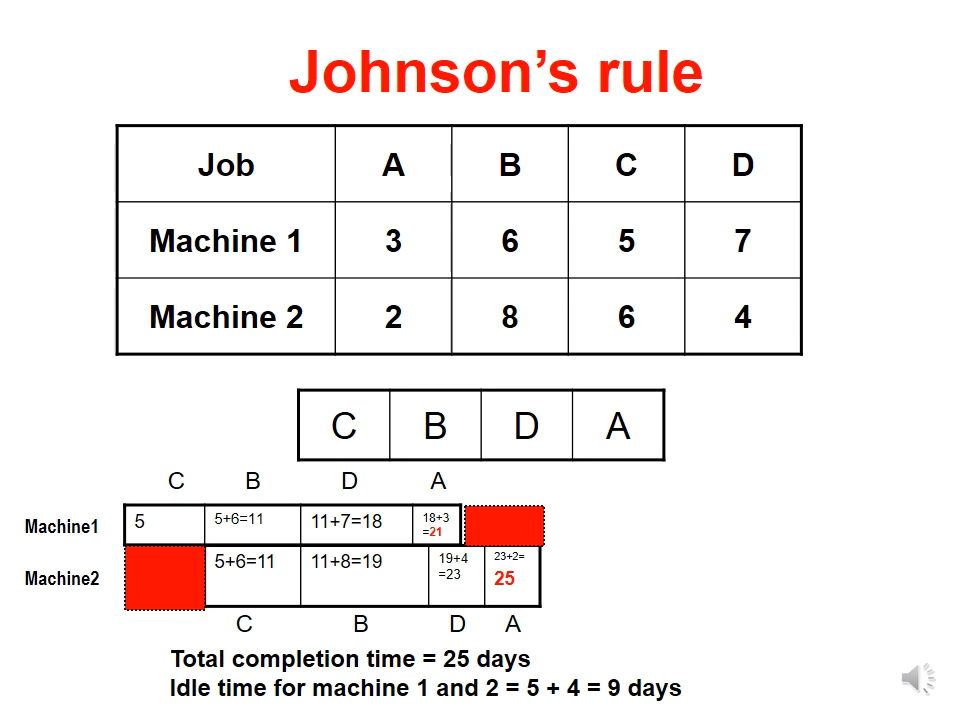 Johnson’s rule
Job A B C D
Machine 1 3 6 5 7
Machine 2 2 8 6 4
C B D A
C B D A
Machine1 5 5+6=11 11+7=18 18+3
=21
Machine2 5+6=11 11+8=19 19+4 23+2=
=23 25
C B D A
Total completion time = 25 days
Idle time for machine 1 and 2 = 5 + 4 = 9 days